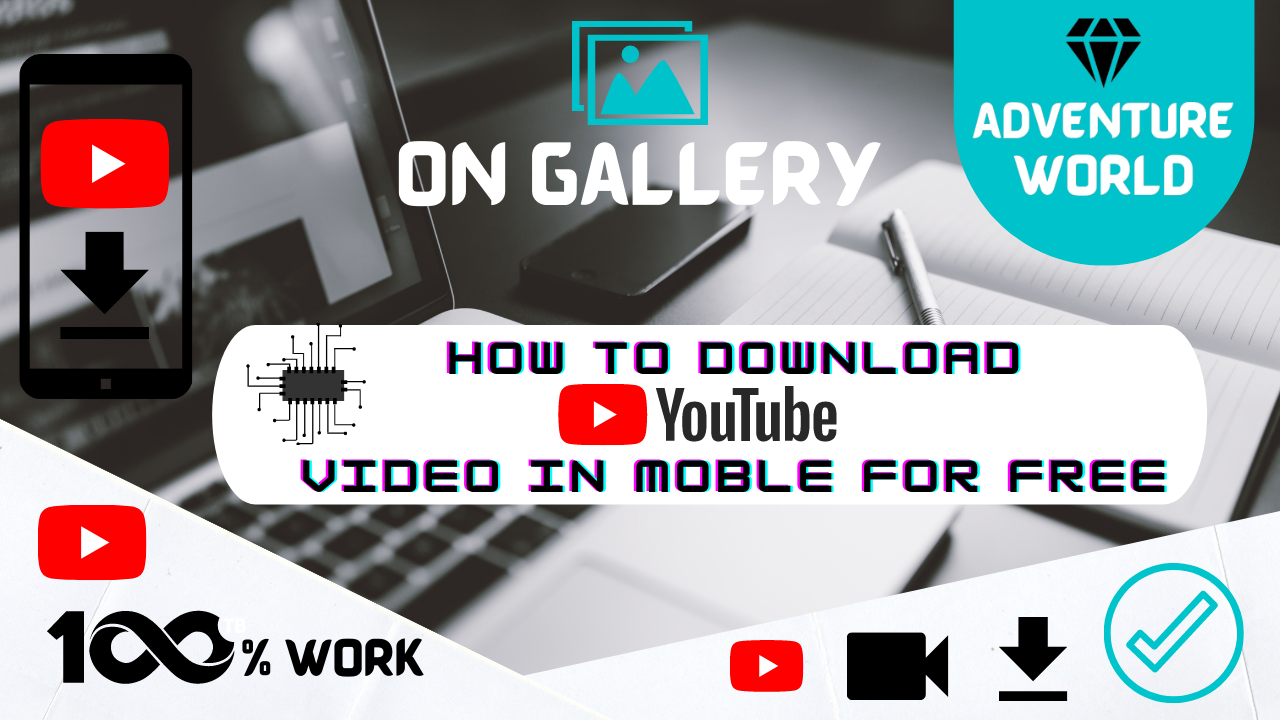 ON GALLERY
ADVENTURE
WORLD
HOW TO DOWNLOAD
YouTube
VIDEO IN MOBLE FOR FREE
100% WORK